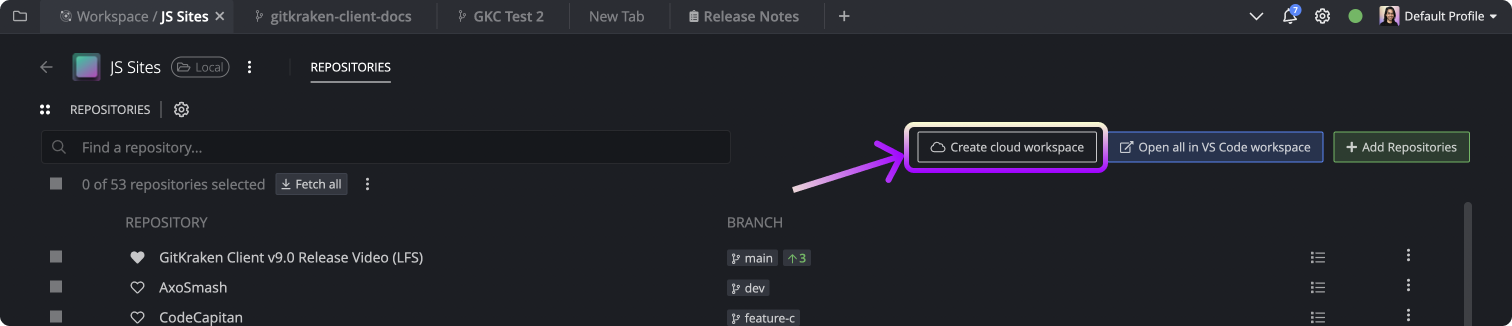 Workspace / JS Sites gitkraken-client-docs GKC Test 2 New Tab Release Notes 7 Default Profile
JS Sites Local REPOSITORIES
REPOSITORIES
Find a repository... Create cloud workspace Open all in VS Code workspace Add Repositories
0 of 53 repositories selected Fetch all
REPOSITORY BRANCH
GitKraken Client v9.0 Release Video (LFS) main 3
AxoSmash dev
CodeCapitan feature-c